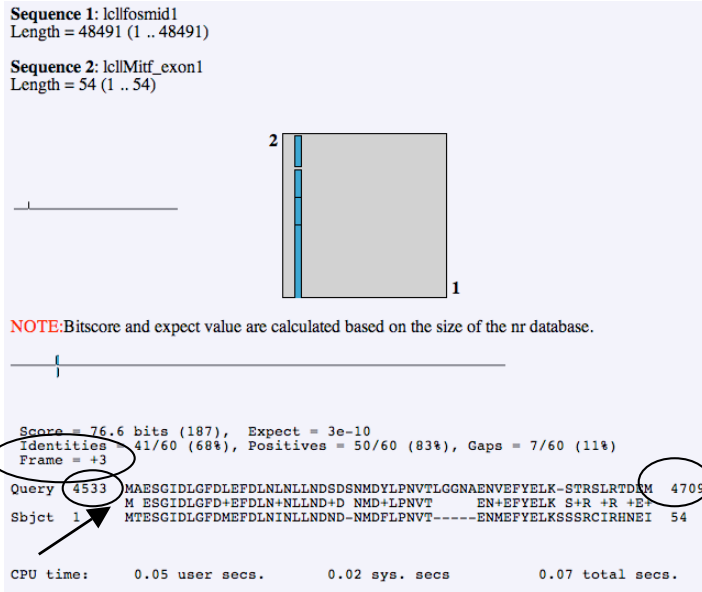 Sequence 1: lcl|fosmid1
Length = 48491 (1 .. 48491)
Sequence 2: lcl|Mitf_exon1
Length = 54 (1 .. 54)
2
1
NOTE:Bitscore and expect value are calculated based on the size of the nr database.
Score = 76.6 bits (187), Expect = 3e-10
Identities = 41/60 (68%), Positives = 50/60 (83%), Gaps = 7/60 (11%)
Frame = +3
Query 4533 MAESGIDLGFDLEFDLNLNLLNDSDSNMDYLPNVTLGGNAENVEFYELK-STRSLRTDEM 4709
M ESGIDLGFD+EFDLN+NLLND+D NMD+LPNVT EN+EFYELK S+R +R +E+
Sbjct 1 MTESGIDLGFDMEFDLNINLLNDND-NMDFLPNVT-----ENMEFYELKSSSRCIRHNEI 54
CPU time: 0.05 user secs. 0.02 sys. secs 0.07 total secs.